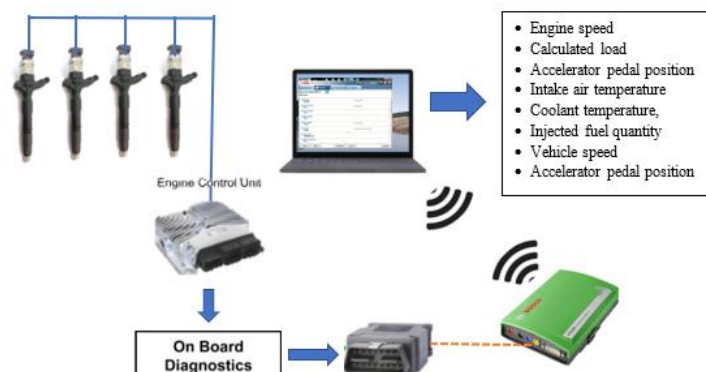 Engine speed
Calculated load
Accelerator pedal position
Intake air temperature
Coolant temperature,
Injected fuel quantity
Vehicle speed
Accelerator pedal position
Engine Control Unit
BOSCH
On Board
Diagnostics